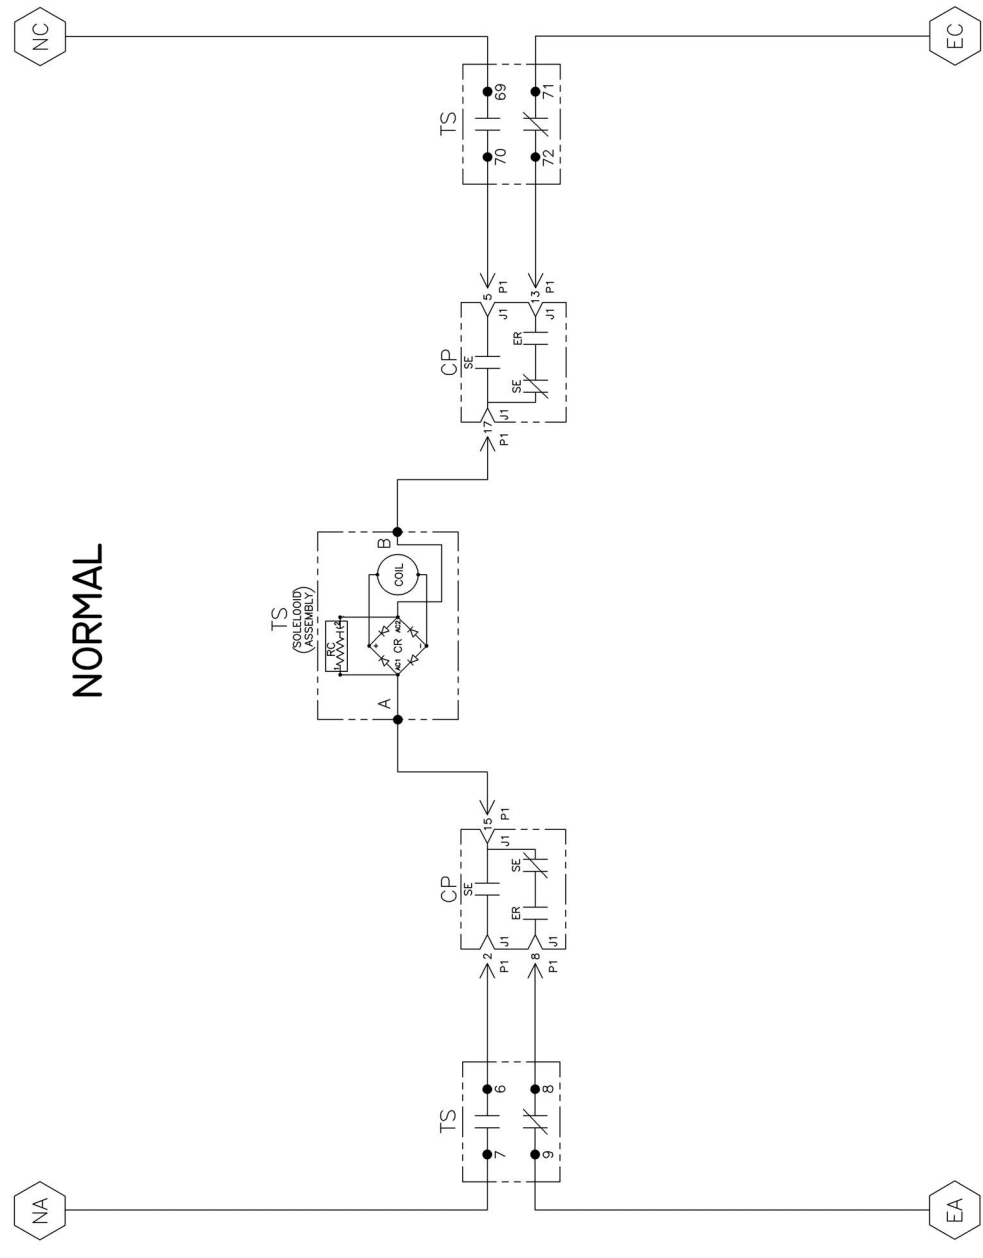 NA
NC
NORMAL
TS
(SOLELOOID
ASSEMBLY)
RC
1 2
+
A
B
AC1 CR AC2
COIL
-
TS
CP
CP
TS
SE
SE
2
15
17
5
7
6
70
69
P1
J1
J1
P1
P1
J1
J1
P1
ER
SE
SE
ER
8
13
9
8
72
71
P1
J1
J1
P1
EA
EC